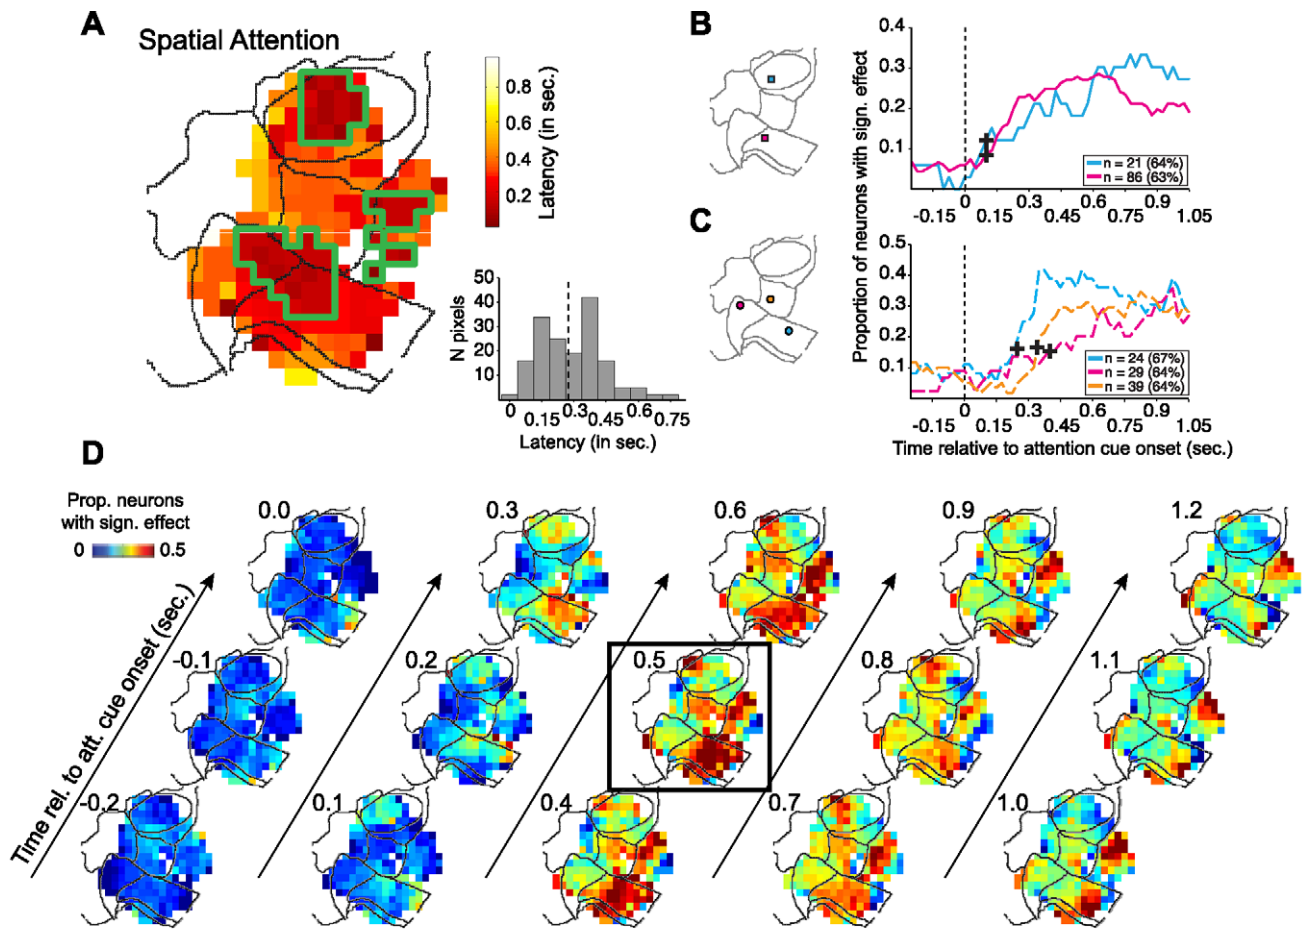 A
Spatial Attention
0.8
0.6
0.4
0.2
Latency (in sec.)
50
40
30
20
10
N pixels
0
0.15
0.3
0.45
0.6
0.75
Latency (in sec.)
B
0.4
0.3
0.2
0.1
n = 21 (64%)
n = 86 (63%)
-0.15 0 0.15 0.45 0.75 1.05
0.3 0.6 0.9
C
Proportion of neurons with sign. effect
0.5
0.4
0.3
0.2
0.1
n = 24 (67%)
n = 29 (64%)
n = 39 (64%)
-0.15 0 0.15 0.45 0.75 1.05
0.3 0.6 0.9
Time relative to attention cue onset (sec.)
D
Prop. neurons
with sign. effect
0 0.5
Time rel. to att. cue onset (sec.)
0.0 0.3 0.6 0.9 1.2
-0.1 0.2 0.5 0.8 1.1
-0.2 0.1 0.4 0.7 1.0